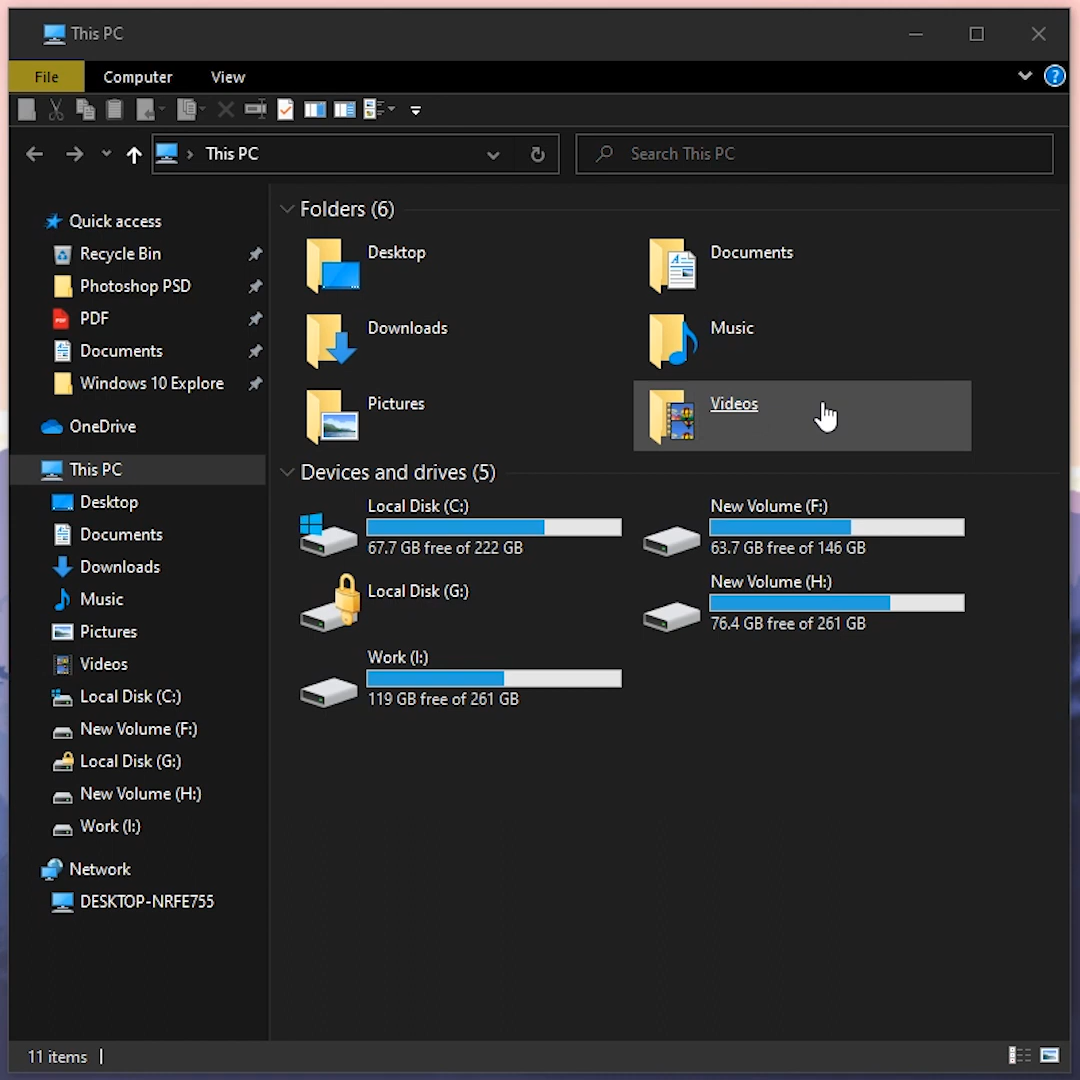 This PC
File Computer View
This PC
Search This PC
Quick access
Recycle Bin
Photoshop PSD
PDF
Documents
Windows 10 Explore
OneDrive
This PC
Desktop
Documents
Downloads
Music
Pictures
Videos
Local Disk (C:)
New Volume (F:)
Local Disk (G:)
New Volume (H:)
Work (I:)
Network
DESKTOP-NRFE755
Folders (6)
Desktop
Documents
Downloads
Music
Pictures
Videos
Devices and drives (5)
Local Disk (C:)
67.7 GB free of 222 GB
New Volume (F:)
63.7 GB free of 146 GB
Local Disk (G:)
New Volume (H:)
76.4 GB free of 261 GB
Work (I:)
119 GB free of 261 GB
11 items